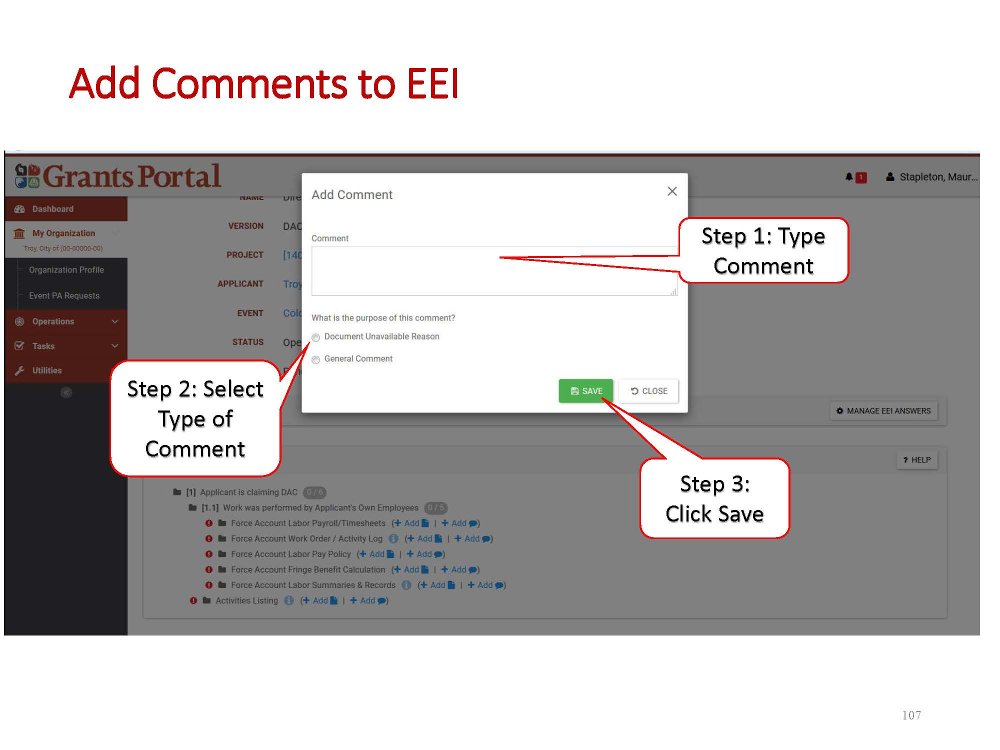 Add Comments to EEI
Grants Portal
1
Stapleton, Maur...
Dashboard
My Organization
Troy, City of (00-00000-00)
Organization Profile
Event PA Requests
Operations
Tasks
Utilities
NAME
VERSION DAC
PROJECT [140
APPLICANT Troy
EVENT
STATUS Ope
Add Comment
Comment
What is the purpose of this comment?
Document Unavailable Reason
General Comment
SAVE CLOSE
Step 1: Type
Comment
Step 2: Select
Type of
Comment
Step 3:
Click Save
MANAGE EEI ANSWERS
? HELP
[1] Applicant is claiming DAC 0 / 6
[1.1] Work was performed by Applicant's Own Employees 0 / 5
Force Account Labor Payroll/Timesheets (+ Add | + Add )
Force Account Work Order / Activity Log (+ Add | + Add )
Force Account Labor Pay Policy (+ Add | + Add )
Force Account Fringe Benefit Calculation (+ Add | + Add )
Force Account Labor Summaries & Records (+ Add | + Add )
Activities Listing (+ Add | + Add )
107